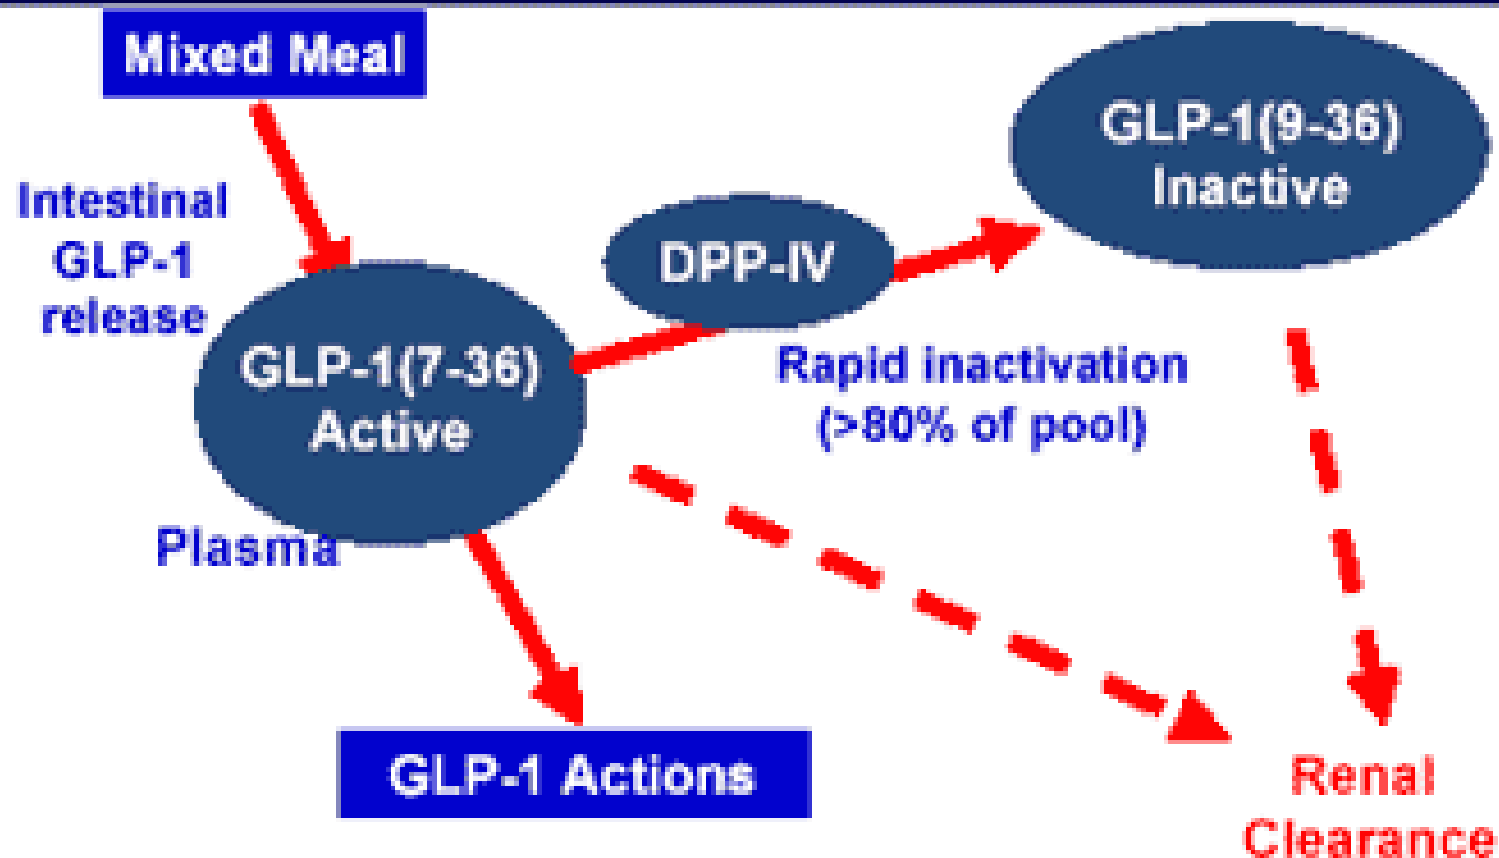 Mixed Meal
Intestinal
GLP-1
release
GLP-1(7-36)
Active
Plasma
DPP-IV
GLP-1(9-36)
Inactive
Rapid inactivation
(>80% of pool)
GLP-1 Actions
Renal
Clearance